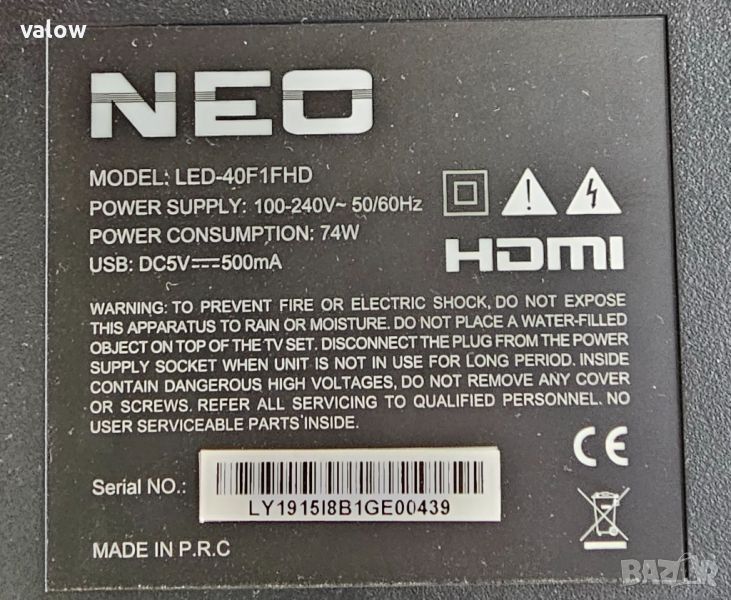 valow
NEO
MODEL: LED-40F1FHD
POWER SUPPLY: 100-240V~ 50/60Hz
POWER CONSUMPTION: 74W
USB: DC5V⎓500mA
HDMI
WARNING: TO PREVENT FIRE OR ELECTRIC SHOCK, DO NOT EXPOSE
THIS APPARATUS TO RAIN OR MOISTURE. DO NOT PLACE A WATER-FILLED
OBJECT ON TOP OF THE TV SET. DISCONNECT THE PLUG FROM THE POWER
SUPPLY SOCKET WHEN UNIT IS NOT IN USE FOR LONG PERIOD. INSIDE
CONTAIN DANGEROUS HIGH VOLTAGES, DO NOT REMOVE ANY COVER
OR SCREWS. REFER ALL SERVICING TO QUALIFIED PERSONNEL. NO
USER SERVICEABLE PARTS INSIDE.
CE
Serial NO.:
LY1915I8B1GE00439
MADE IN P.R.C
BAZAR